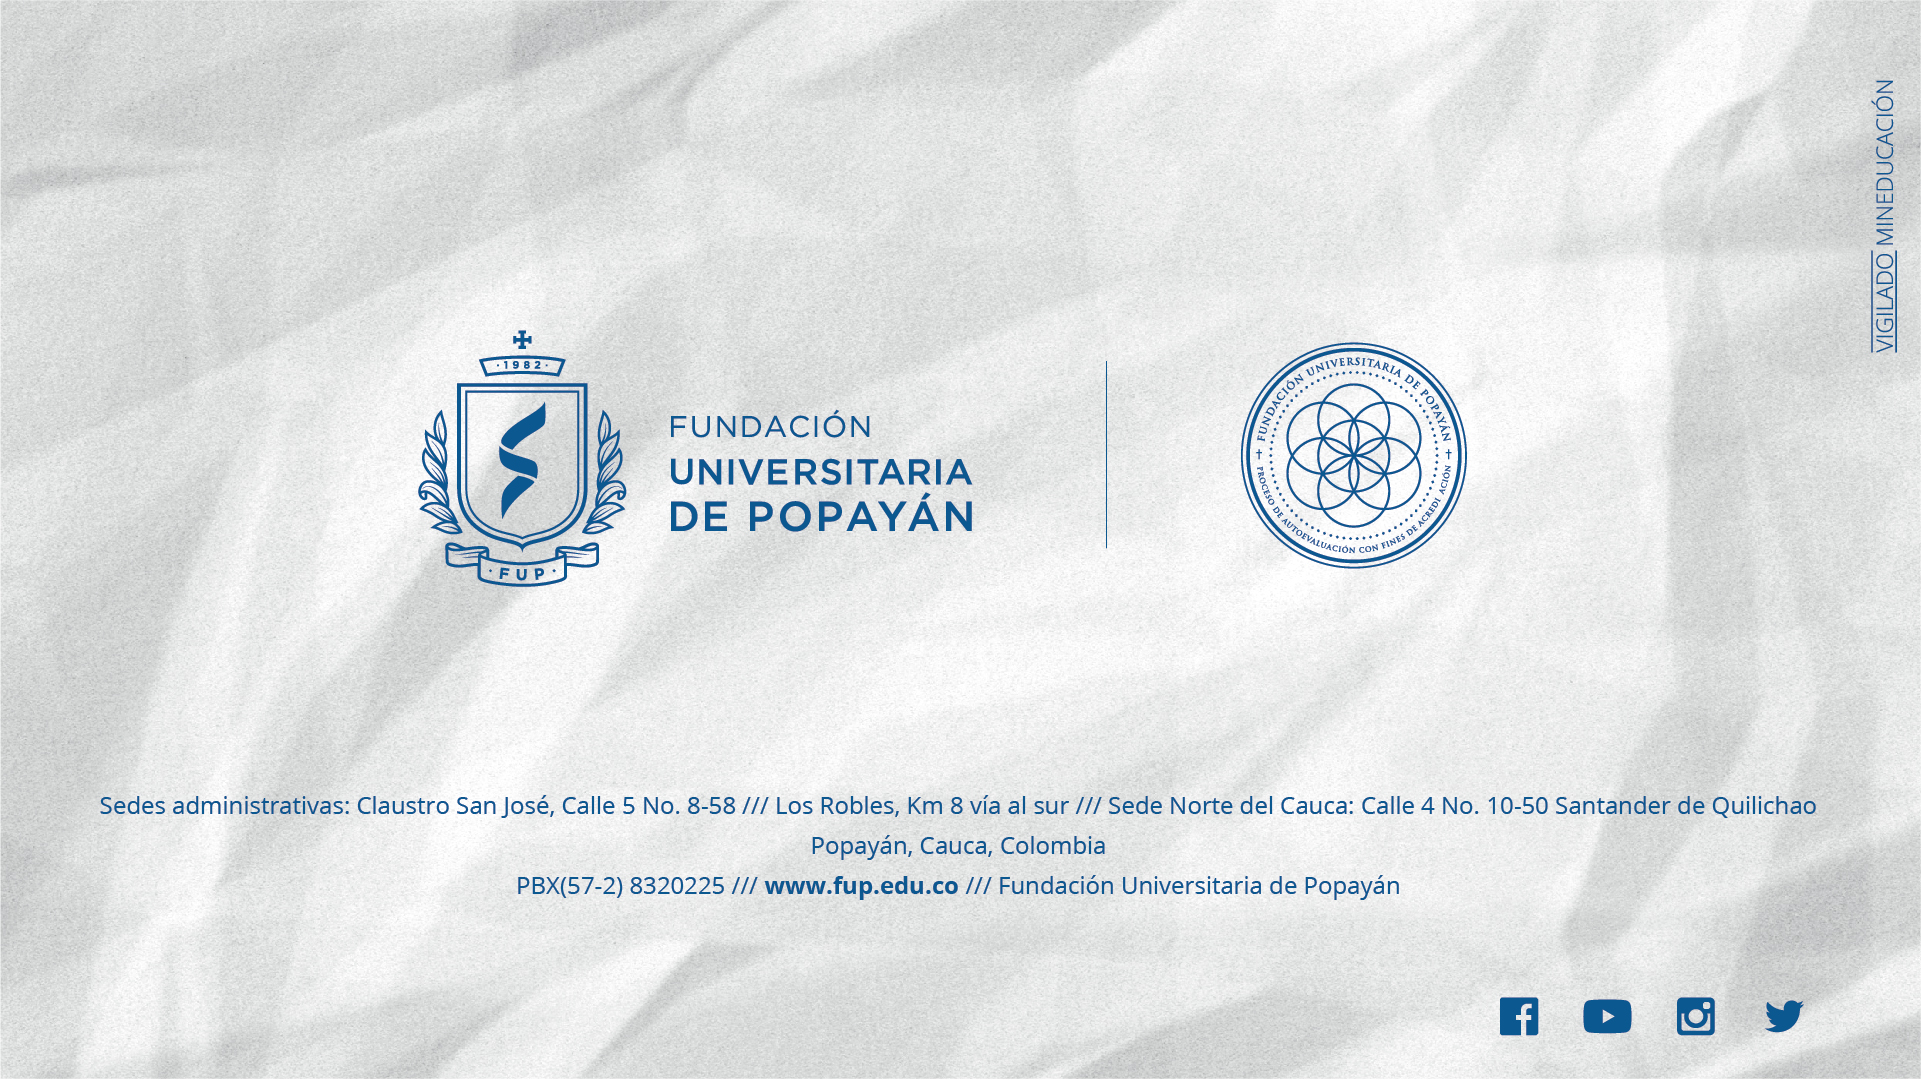 VIGILADO MINEDUCACIÓN
· 1982 ·
FUNDACIÓN
UNIVERSITARIA
DE POPAYÁN
· FUP ·
FUNDACIÓN UNIVERSITARIA DE POPAYÁN
PROCESO DE AUTOEVALUACIÓN CON FINES DE ACREDI ACIÓN
Sedes administrativas: Claustro San José, Calle 5 No. 8-58 /// Los Robles, Km 8 vía al sur /// Sede Norte del Cauca: Calle 4 No. 10-50 Santander de Quilichao
Popayán, Cauca, Colombia
PBX(57-2) 8320225 /// www.fup.edu.co /// Fundación Universitaria de Popayán